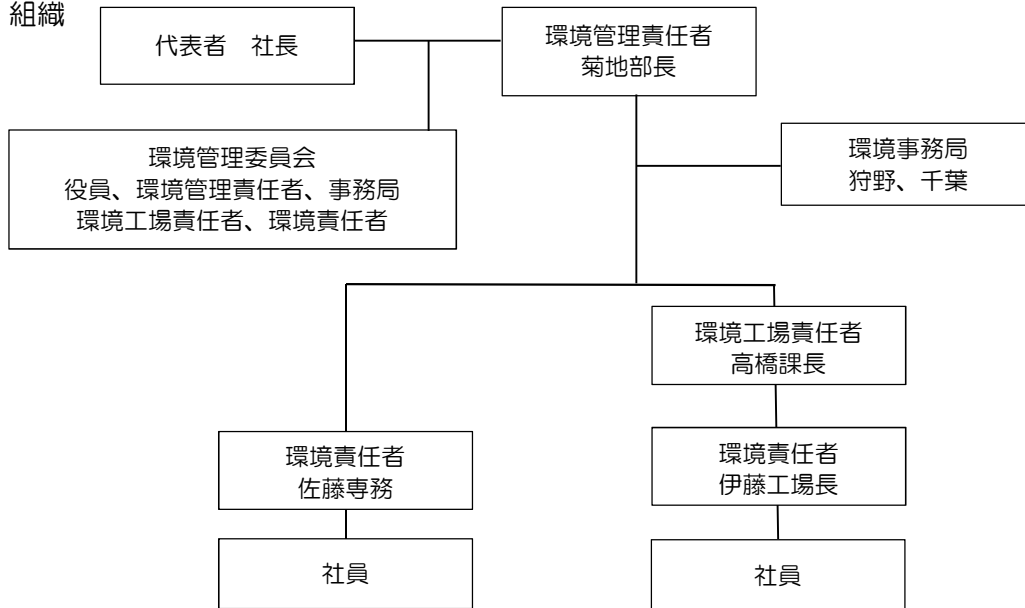 組織
代表者　社長
環境管理責任者
菊地部長
環境管理委員会
役員、環境管理責任者、事務局
環境工場責任者、環境責任者
環境事務局
狩野、千葉
環境工場責任者
高橋課長
環境責任者
佐藤専務
環境責任者
伊藤工場長
社員
社員